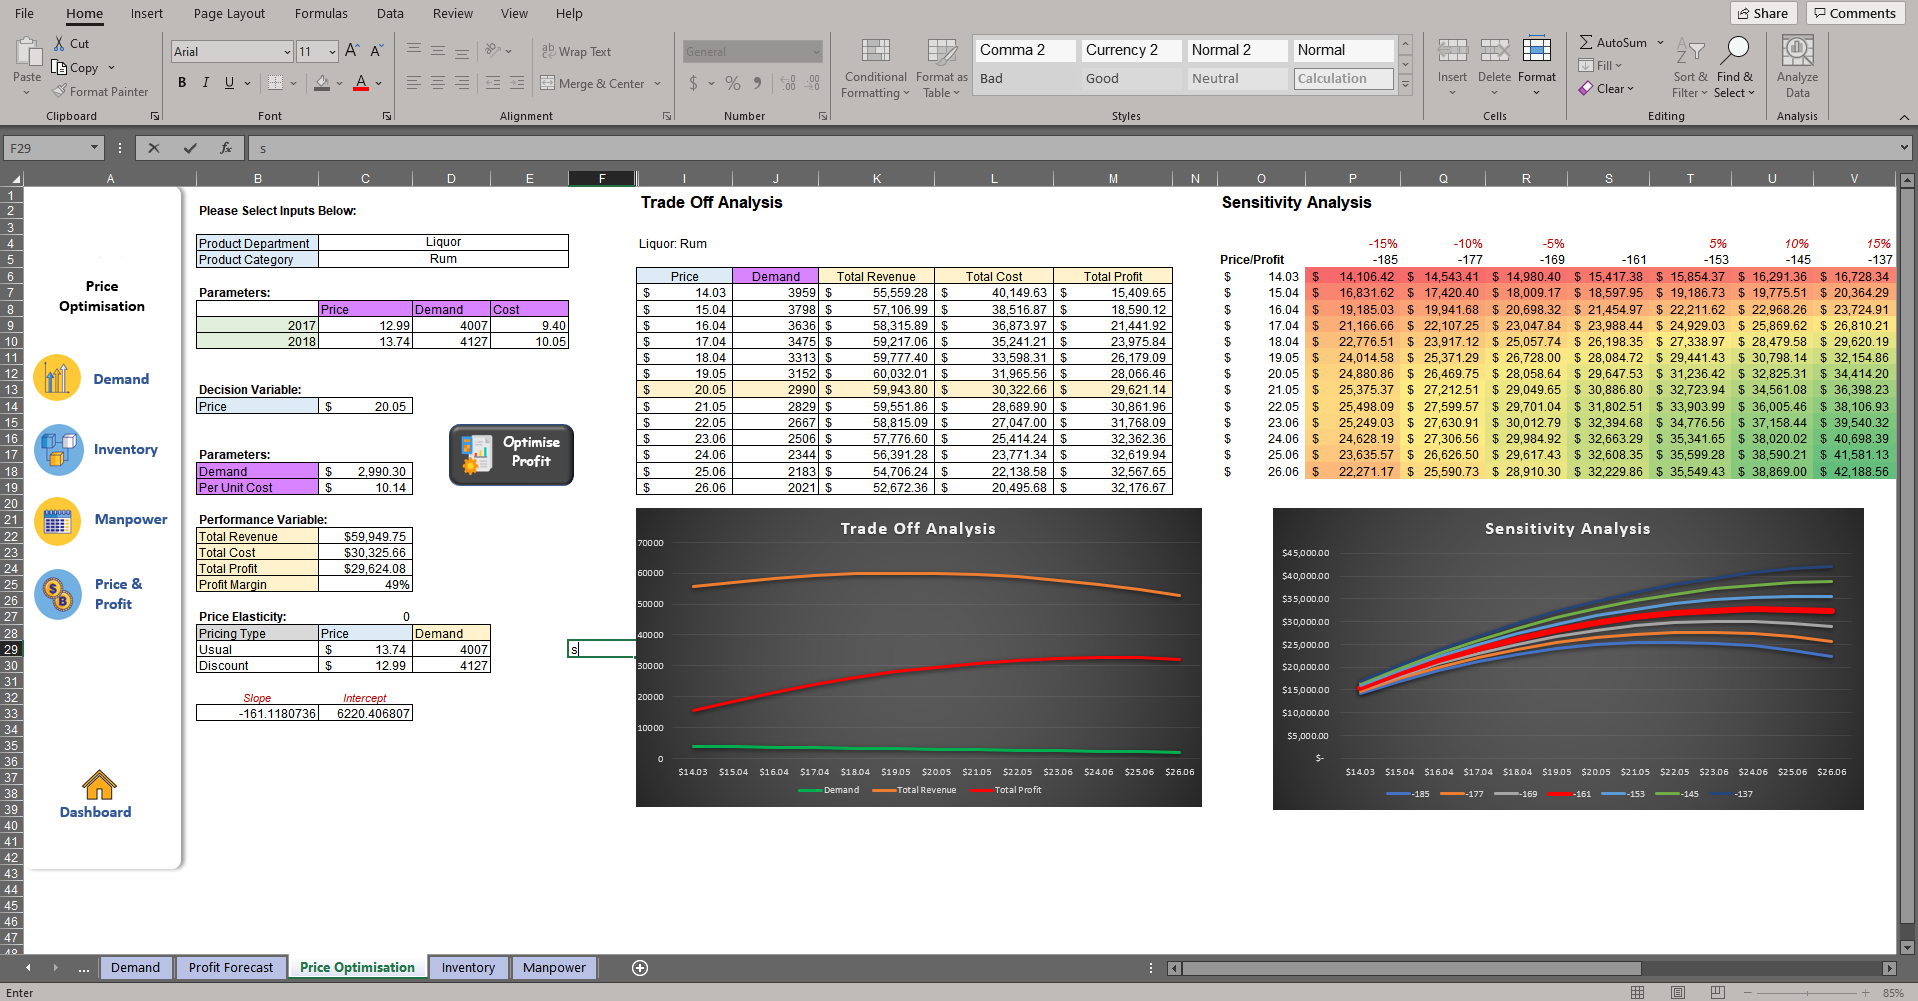 File Home Insert Page Layout Formulas Data Review View Help Share Comments
Cut
Copy
Format Painter
Paste
Clipboard
Arial 11
B I U
Font
Wrap Text
Merge & Center
Alignment
General
$ %
Number
Conditional Formatting
Format as Table
Comma 2 Currency 2 Normal 2 Normal
Bad Good Neutral Calculation
Styles
Insert Delete Format
Cells
AutoSum
Fill
Clear
Sort & Filter
Find & Select
Editing
Analyze Data
Analysis
F29 fx s
A B C D E F I J K L M N O P Q R S T U V
Price
Optimisation
Demand
Inventory
Manpower
Price &
Profit
Dashboard
Please Select Inputs Below:
Product Department Liquor
Product Category Rum
Parameters:
Price Demand Cost
2017 12.99 4007 9.40
2018 13.74 4127 10.05
Decision Variable:
Price $ 20.05
Optimise
Profit
Parameters:
Demand $ 2,990.30
Per Unit Cost $ 10.14
Performance Variable:
Total Revenue $59,949.75
Total Cost $30,325.66
Total Profit $29,624.08
Profit Margin 49%
Price Elasticity: 0
Pricing Type Price Demand
Usual $ 13.74 4007
Discount $ 12.99 4127
s
Slope Intercept
-161.1180736 6220.406807
Trade Off Analysis
Liquor: Rum
Price Demand Total Revenue Total Cost Total Profit
$ 14.03 3959 $ 55,559.28 $ 40,149.63 $ 15,409.65
$ 15.04 3798 $ 57,106.99 $ 38,516.87 $ 18,590.12
$ 16.04 3636 $ 58,315.89 $ 36,873.97 $ 21,441.92
$ 17.04 3475 $ 59,217.06 $ 35,241.21 $ 23,975.84
$ 18.04 3313 $ 59,777.40 $ 33,598.31 $ 26,179.09
$ 19.05 3152 $ 60,032.01 $ 31,965.56 $ 28,066.46
$ 20.05 2990 $ 59,943.80 $ 30,322.66 $ 29,621.14
$ 21.05 2829 $ 59,551.86 $ 28,689.90 $ 30,861.96
$ 22.05 2667 $ 58,815.09 $ 27,047.00 $ 31,768.09
$ 23.06 2506 $ 57,776.60 $ 25,414.24 $ 32,362.36
$ 24.06 2344 $ 56,391.28 $ 23,771.34 $ 32,619.94
$ 25.06 2183 $ 54,706.24 $ 22,138.58 $ 32,567.65
$ 26.06 2021 $ 52,672.36 $ 20,495.68 $ 32,176.67
Sensitivity Analysis
-15% -10% -5% 5% 10% 15%
Price/Profit -185 -177 -169 -161 -153 -145 -137
$ 14.03 $ 14,106.42 $ 14,543.41 $ 14,980.40 $ 15,417.38 $ 15,854.37 $ 16,291.36 $ 16,728.34
$ 15.04 $ 16,831.62 $ 17,420.40 $ 18,009.17 $ 18,597.95 $ 19,186.73 $ 19,775.51 $ 20,364.29
$ 16.04 $ 19,185.03 $ 19,941.68 $ 20,698.32 $ 21,454.97 $ 22,211.62 $ 22,968.26 $ 23,724.91
$ 17.04 $ 21,166.66 $ 22,107.25 $ 23,047.84 $ 23,988.44 $ 24,929.03 $ 25,869.62 $ 26,810.21
$ 18.04 $ 22,776.51 $ 23,917.12 $ 25,057.74 $ 26,198.35 $ 27,338.97 $ 28,479.58 $ 29,620.19
$ 19.05 $ 24,014.58 $ 25,371.29 $ 26,728.00 $ 28,084.72 $ 29,441.43 $ 30,798.14 $ 32,154.86
$ 20.05 $ 24,880.86 $ 26,469.75 $ 28,058.64 $ 29,647.53 $ 31,236.42 $ 32,825.31 $ 34,414.20
$ 21.05 $ 25,375.37 $ 27,212.51 $ 29,049.65 $ 30,886.80 $ 32,723.94 $ 34,561.08 $ 36,398.23
$ 22.05 $ 25,498.09 $ 27,599.57 $ 29,701.04 $ 31,802.51 $ 33,903.99 $ 36,005.46 $ 38,106.93
$ 23.06 $ 25,249.03 $ 27,630.91 $ 30,012.79 $ 32,394.68 $ 34,776.56 $ 37,158.44 $ 39,540.32
$ 24.06 $ 24,628.19 $ 27,306.56 $ 29,984.92 $ 32,663.29 $ 35,341.65 $ 38,020.02 $ 40,698.39
$ 25.06 $ 23,635.57 $ 26,626.50 $ 29,617.43 $ 32,608.35 $ 35,599.28 $ 38,590.21 $ 41,581.13
$ 26.06 $ 22,271.17 $ 25,590.73 $ 28,910.30 $ 32,229.86 $ 35,549.43 $ 38,869.00 $ 42,188.56
Trade Off Analysis
70000
60000
50000
40000
30000
20000
10000
0
$14.03 $15.04 $16.04 $17.04 $18.04 $19.05 $20.05 $21.05 $22.05 $23.06 $24.06 $25.06 $26.06
Demand Total Revenue Total Profit
Sensitivity Analysis
$45,000.00
$40,000.00
$35,000.00
$30,000.00
$25,000.00
$20,000.00
$15,000.00
$10,000.00
$5,000.00
$-
$14.03 $15.04 $16.04 $17.04 $18.04 $19.05 $20.05 $21.05 $22.05 $23.06 $24.06 $25.06 $26.06
-185 -177 -169 -161 -153 -145 -137
... Demand Profit Forecast Price Optimisation Inventory Manpower
Enter 85%